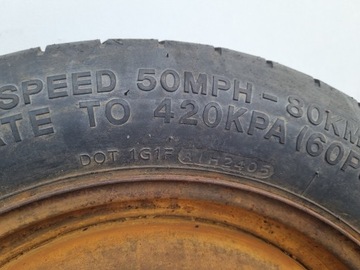 SPEED 50MPH-80KM
ATE TO 420KPA (60P
DOT 1G1F